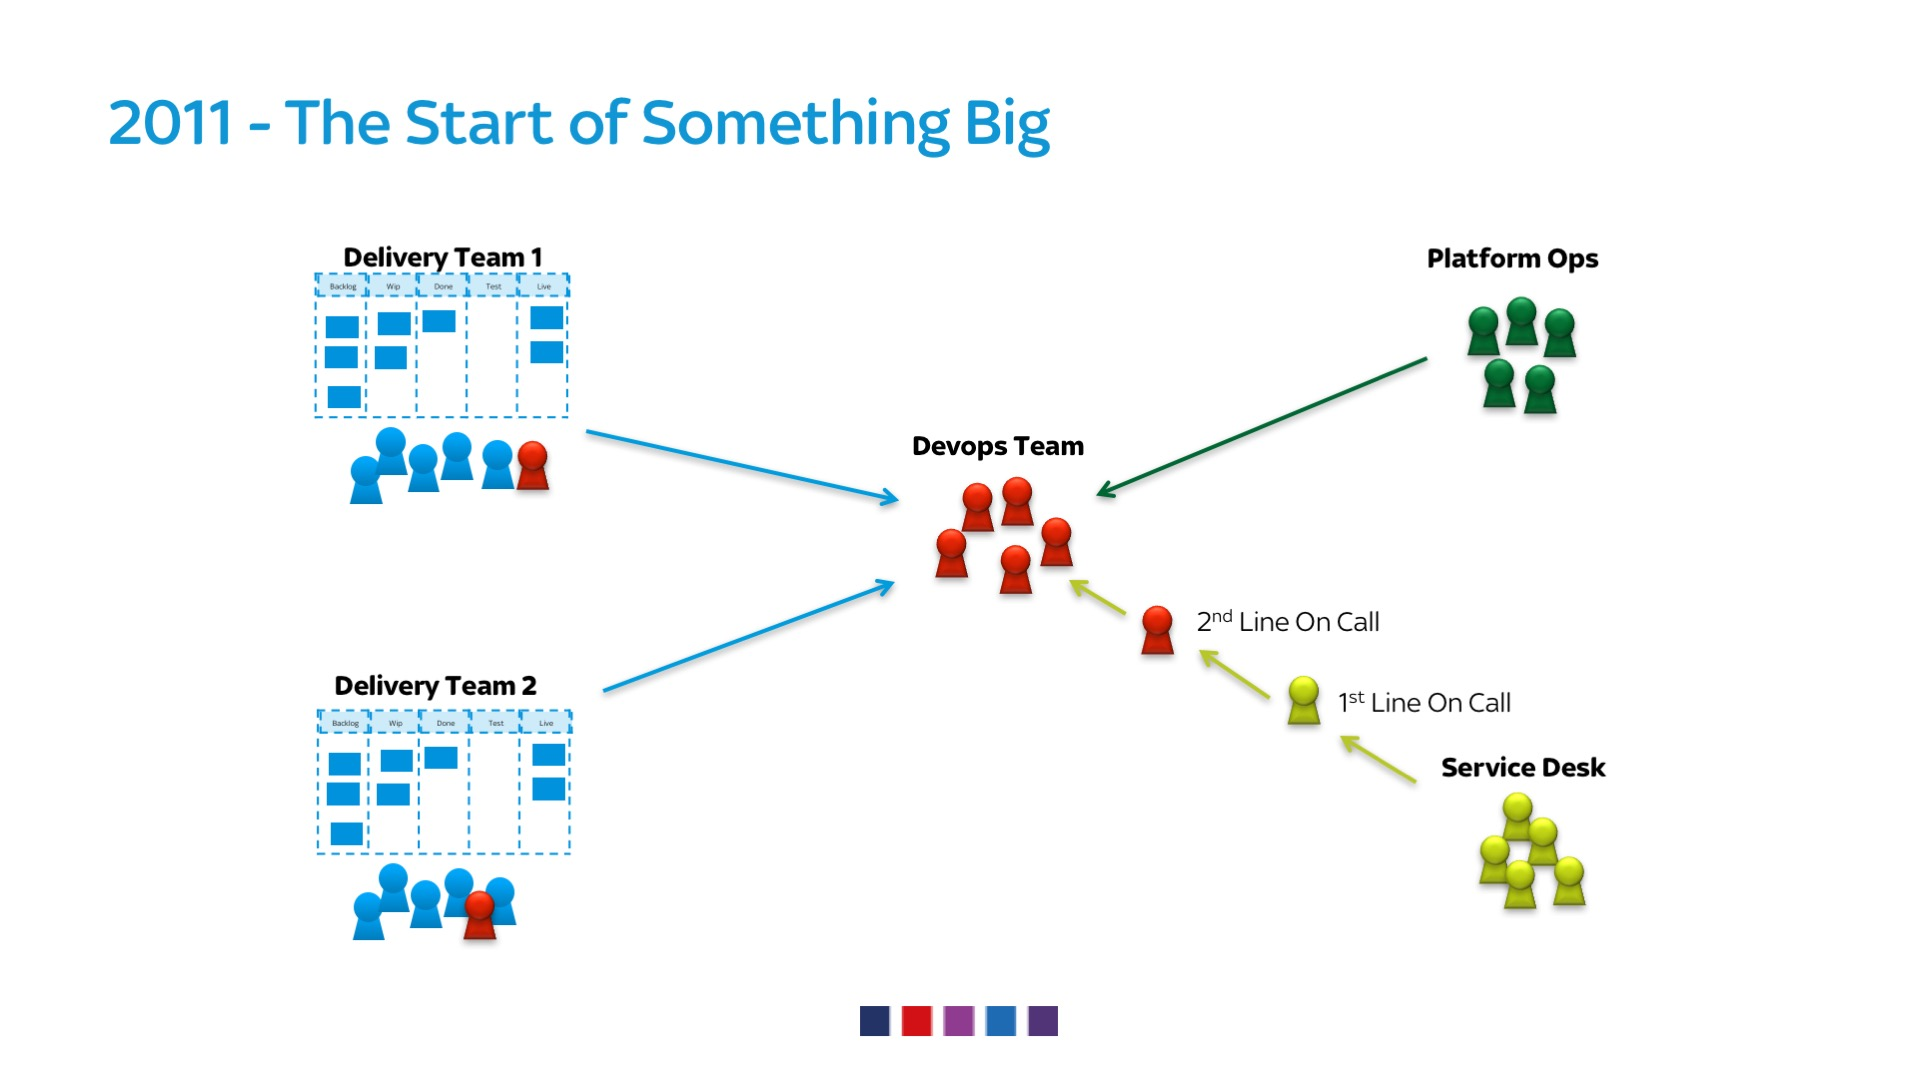 2011 - The Start of Something Big
Delivery Team 1
Backlog Wip Done Test Live
Platform Ops
Devops Team
2nd Line On Call
1st Line On Call
Delivery Team 2
Backlog Wip Done Test Live
Service Desk